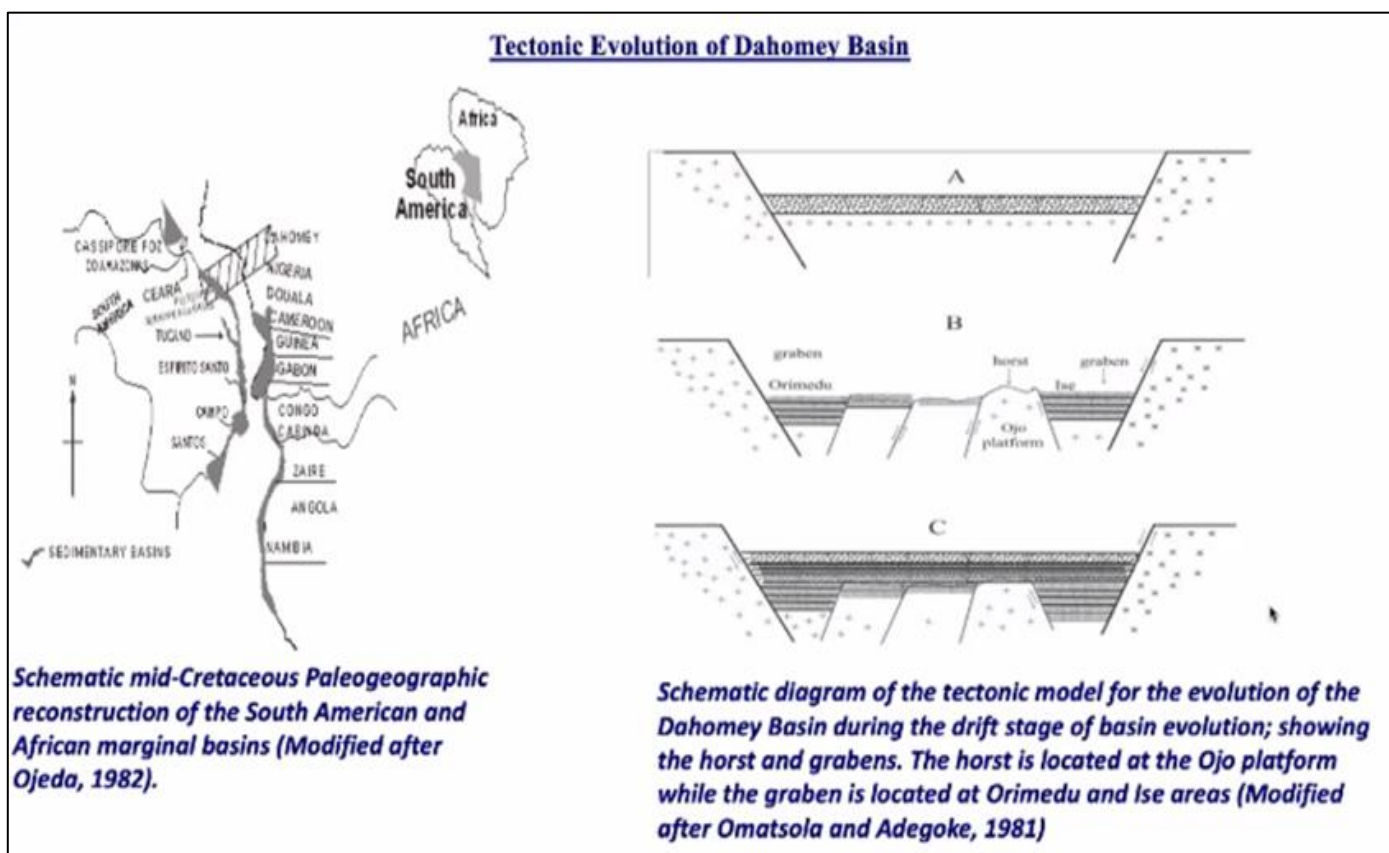 Tectonic Evolution of Dahomey Basin
Africa
South
America
CASSIPORE FOZ
DO AMAZONAS
CEARA
SOUTH
AMERICA
TUCANO
ESPIRITO SANTO
CAMPO
SANTOS
N
SEDIMENTARY BASINS
DAHOMEY
NIGERIA
DOUALA
CAMEROON
GUINEA
GABON
CONGO
CABINDA
ZAIRE
ANGOLA
NAMBIA
AFRICA
Schematic mid-Cretaceous Paleogeographic
reconstruction of the South American and
African marginal basins (Modified after
Ojeda, 1982).
A
B
graben
horst
graben
Orimedu
Ise
Ojo
platform
C
Schematic diagram of the tectonic model for the evolution of the
Dahomey Basin during the drift stage of basin evolution; showing
the horst and grabens. The horst is located at the Ojo platform
while the graben is located at Orimedu and Ise areas (Modified
after Omatsola and Adegoke, 1981)